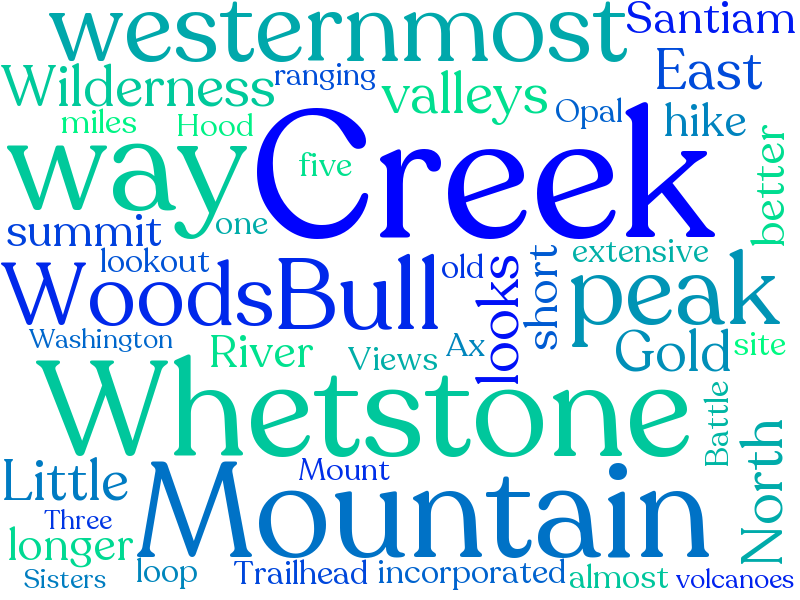 westernmost
Santiam
East
Wilderness
ranging
valleys
Opal
hike
miles
Hood
way
Creek
five
better
one
summit
lookout
Woods
Bull
old
looks
short
extensive
peak
Washington
River
Views
Ax
Gold
site
Whetstone
Battle
North
Little
Mount
Mountain
Three
longer
Sisters
loop
Trailhead
incorporated
almost
volcanoes